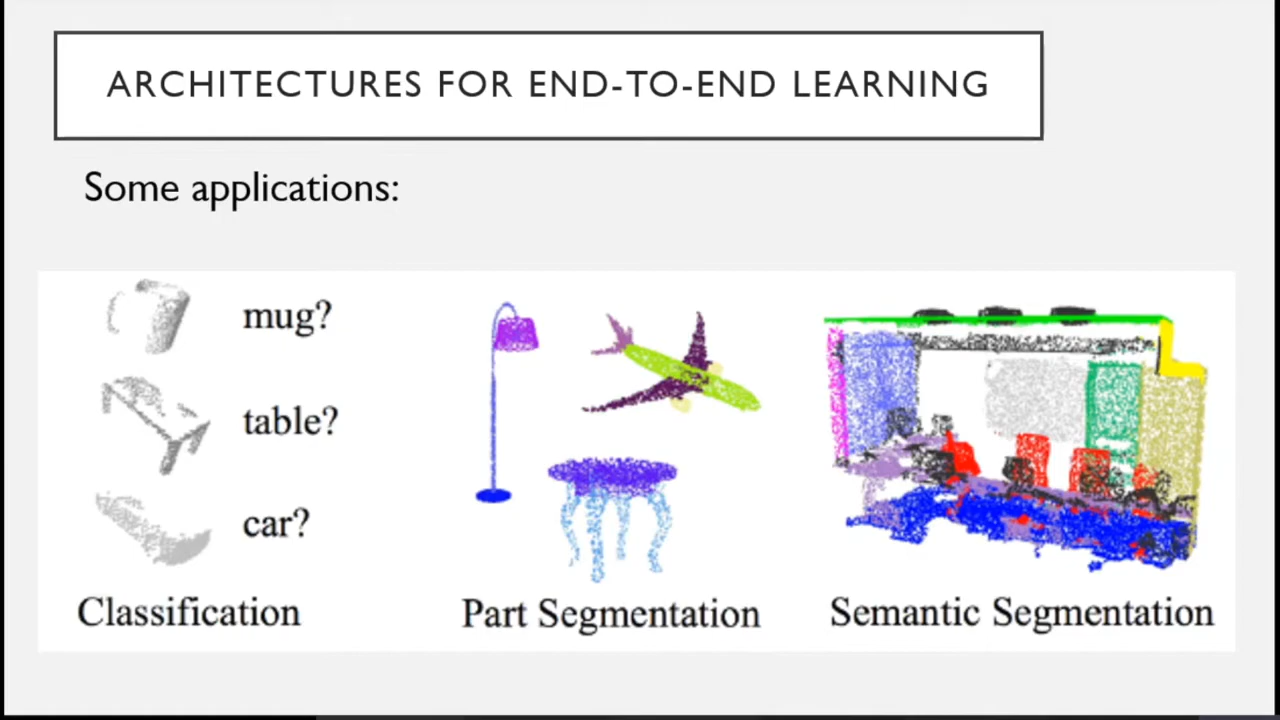 ARCHITECTURES FOR END-TO-END LEARNING
Some applications:
mug?
table?
car?
Classification
Part Segmentation
Semantic Segmentation